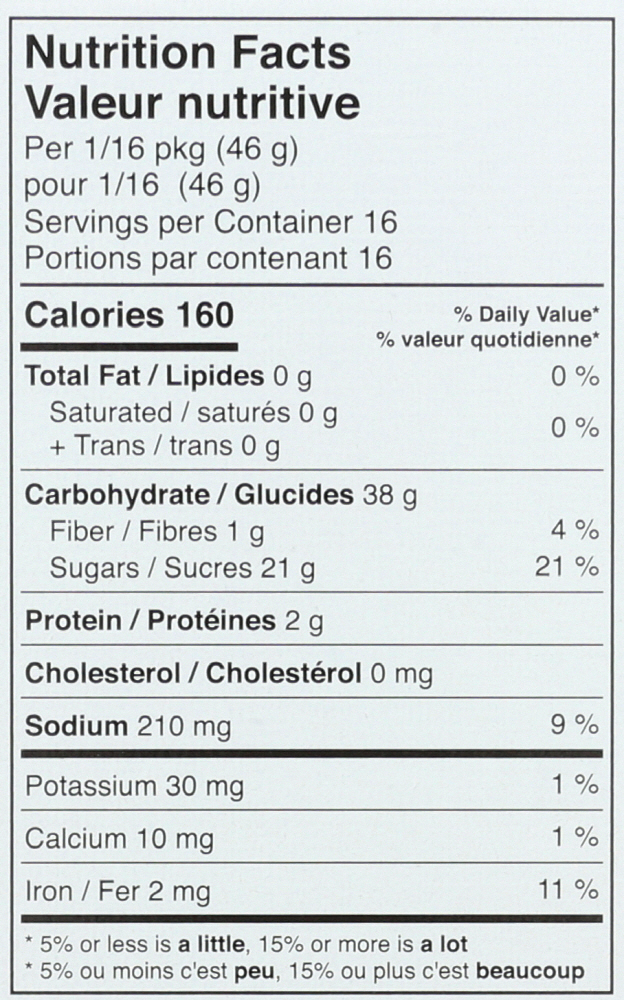 Nutrition Facts
Valeur nutritive
Per 1/16 pkg (46 g)
pour 1/16 (46 g)
Servings per Container 16
Portions par contenant 16
Calories 160
% Daily Value*
% valeur quotidienne*
Total Fat / Lipides 0 g 0 %
Saturated / saturés 0 g
+ Trans / trans 0 g 0 %
Carbohydrate / Glucides 38 g
Fiber / Fibres 1 g 4 %
Sugars / Sucres 21 g 21 %
Protein / Protéines 2 g
Cholesterol / Cholestérol 0 mg
Sodium 210 mg 9 %
Potassium 30 mg 1 %
Calcium 10 mg 1 %
Iron / Fer 2 mg 11 %
* 5% or less is a little, 15% or more is a lot
* 5% ou moins c'est peu, 15% ou plus c'est beaucoup